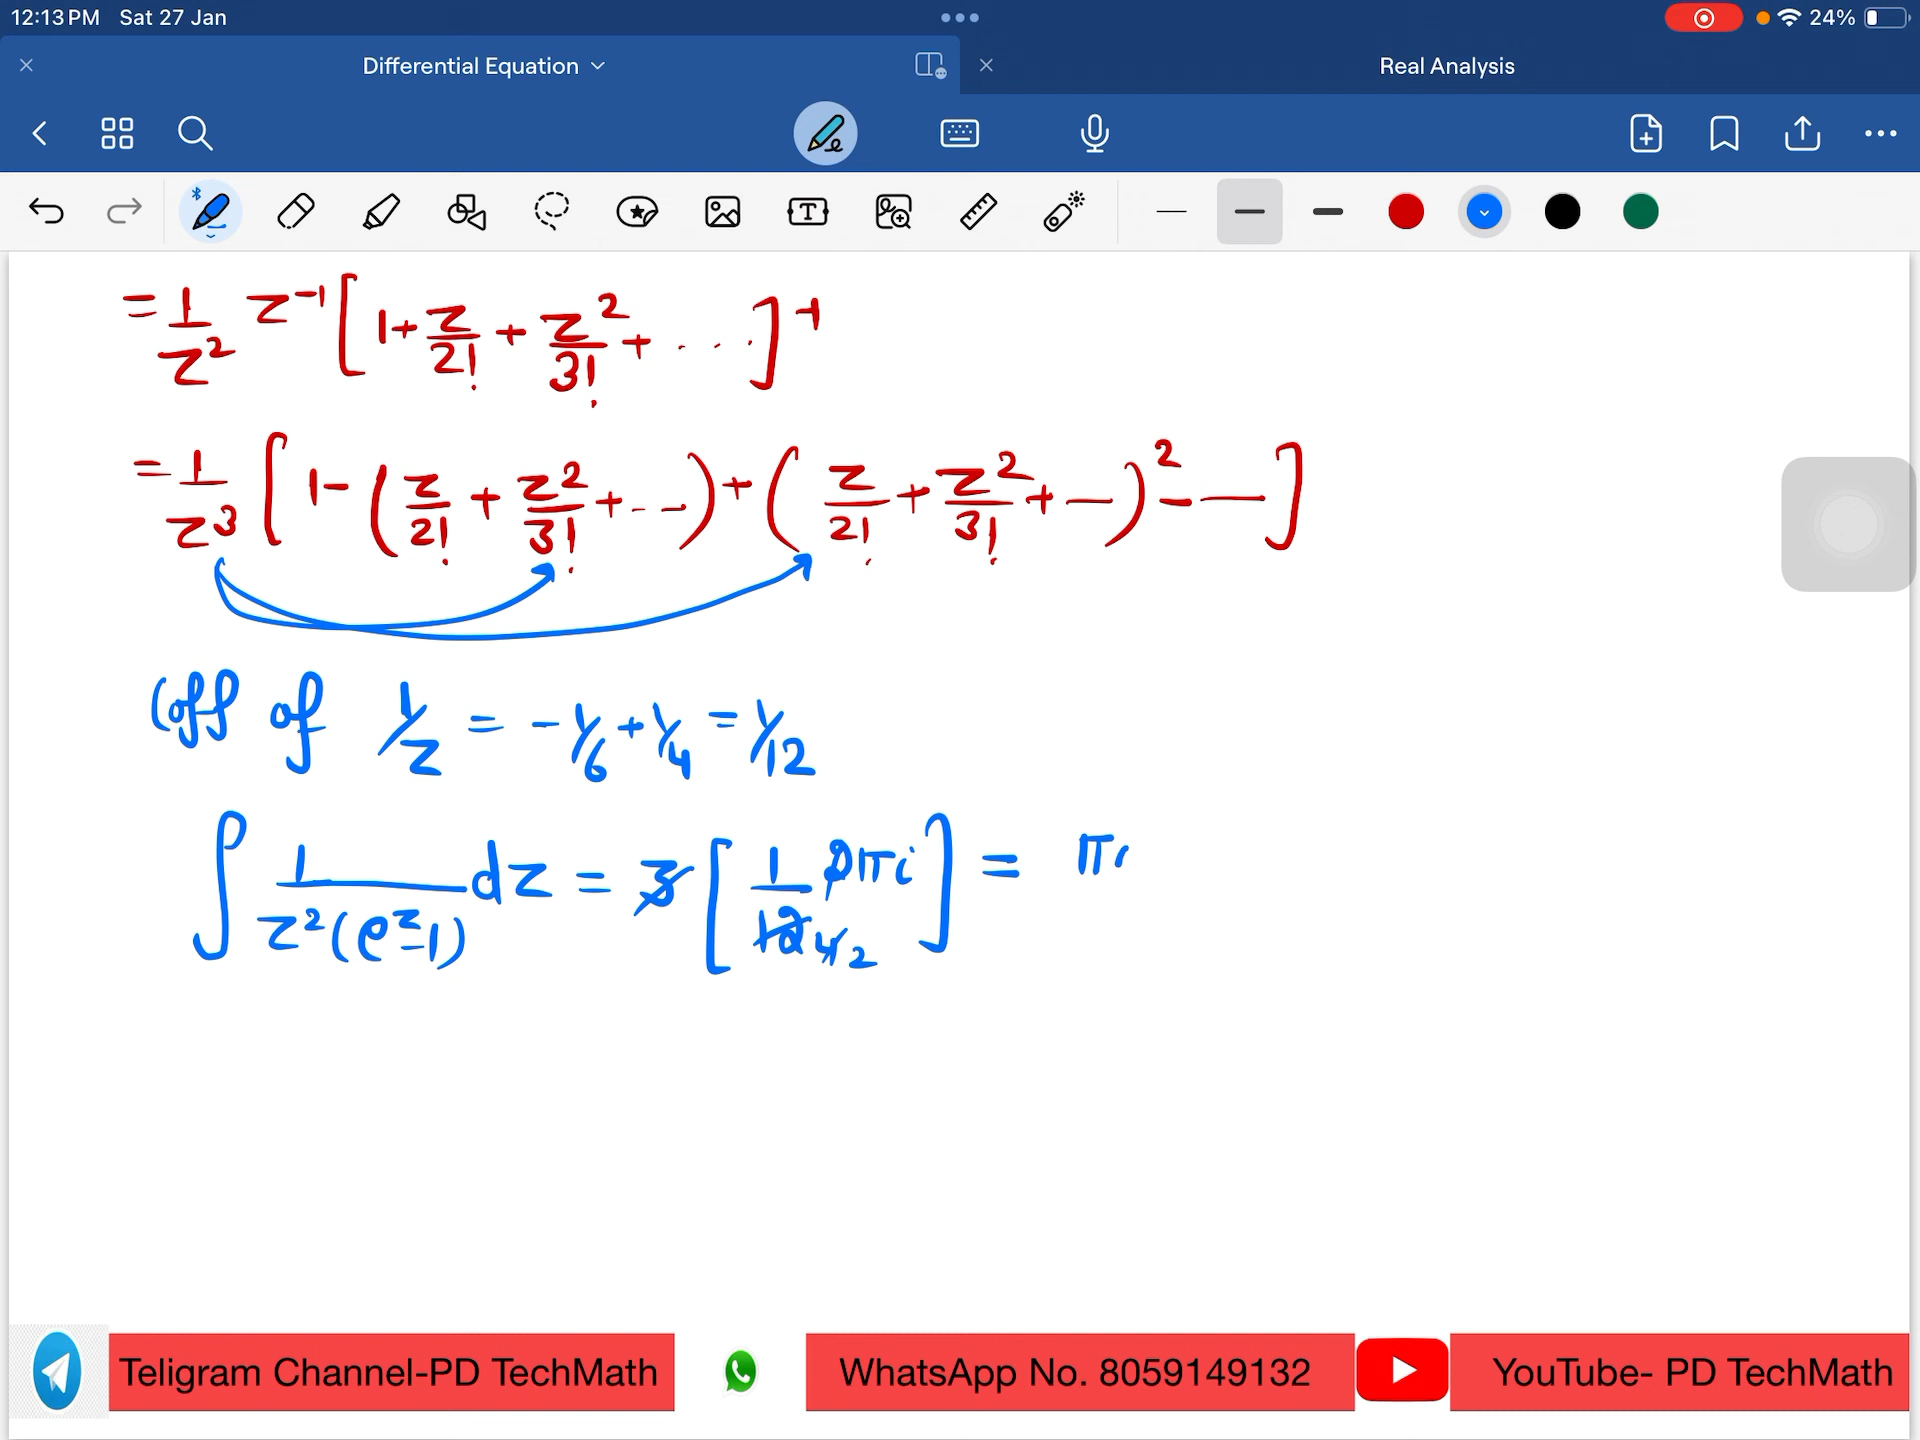 12:13 PM Sat 27 Jan
24%
Differential Equation
Real Analysis
= 1/z² z⁻¹ [1 + z/2! + z²/3! + ...]⁻¹
= 1/z³ [1 - (z/2! + z²/3! + ...) + (z/2! + z²/3! + —)² - —]
Coff of 1/z = -1/6 + 1/4 = 1/12
∫ 1/(z²(e^z-1)) dz = 3 [1/12 2πi] =
Teligram Channel-PD TechMath
WhatsApp No. 8059149132
YouTube- PD TechMath